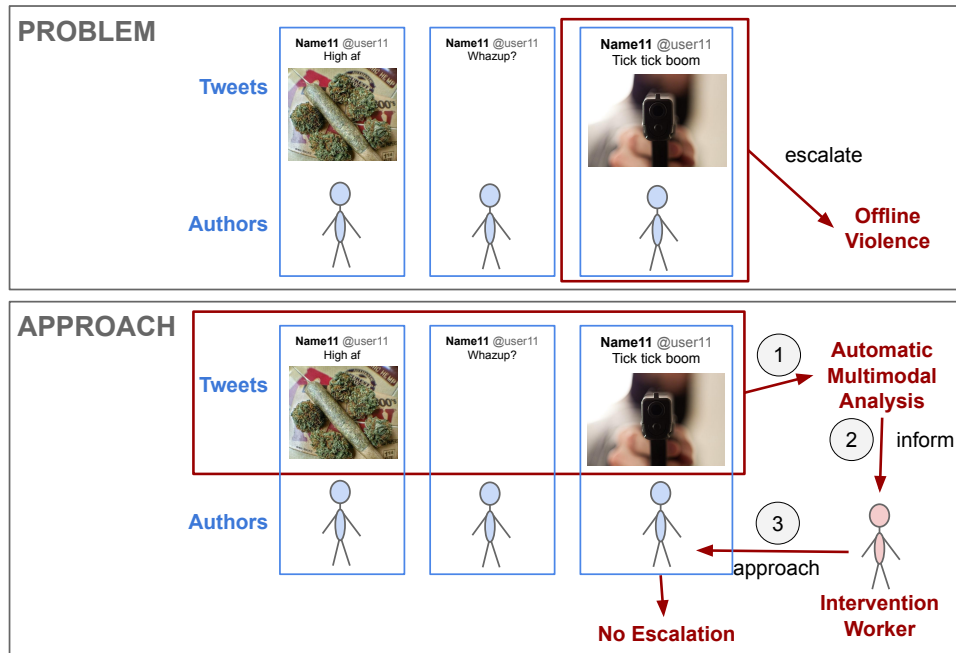 PROBLEM
Name11 @user11
High af
Name11 @user11
Whazup?
Name11 @user11
Tick tick boom
Tweets
escalate
Authors
Offline
Violence
APPROACH
Name11 @user11
High af
Name11 @user11
Whazup?
Name11 @user11
Tick tick boom
Tweets
1
Automatic
Multimodal
Analysis
2
inform
Authors
3
approach
Intervention
Worker
No Escalation